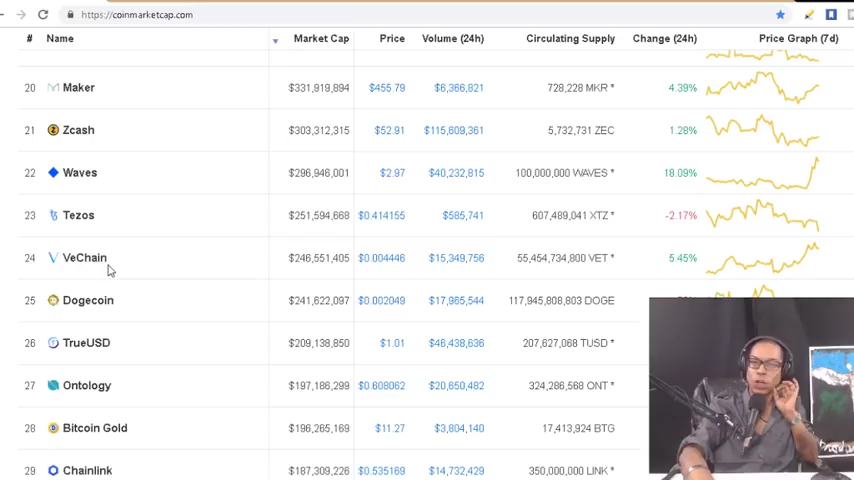 https://coinmarketcap.com
# Name Market Cap Price Volume (24h) Circulating Supply Change (24h) Price Graph (7d)
20 Maker $331,919,894 $455.79 $6,366,821 728,228 MKR * 4.39%
21 Zcash $303,312,315 $52.91 $115,609,361 5,732,731 ZEC 1.28%
22 Waves $296,946,001 $2.97 $40,232,815 100,000,000 WAVES * 18.09%
23 Tezos $251,594,668 $0.414155 $585,741 607,489,041 XTZ * -2.17%
24 VeChain $246,551,405 $0.004446 $15,349,756 55,454,734,800 VET * 5.45%
25 Dogecoin $241,622,097 $0.002049 $17,965,544 117,945,808,803 DOGE
26 TrueUSD $209,138,850 $1.01 $46,438,636 207,627,068 TUSD *
27 Ontology $197,186,299 $0.608062 $20,650,482 324,286,568 ONT *
28 Bitcoin Gold $196,265,169 $11.27 $3,804,140 17,413,924 BTG
29 Chainlink $187,309,226 $0.535169 $14,732,429 350,000,000 LINK *